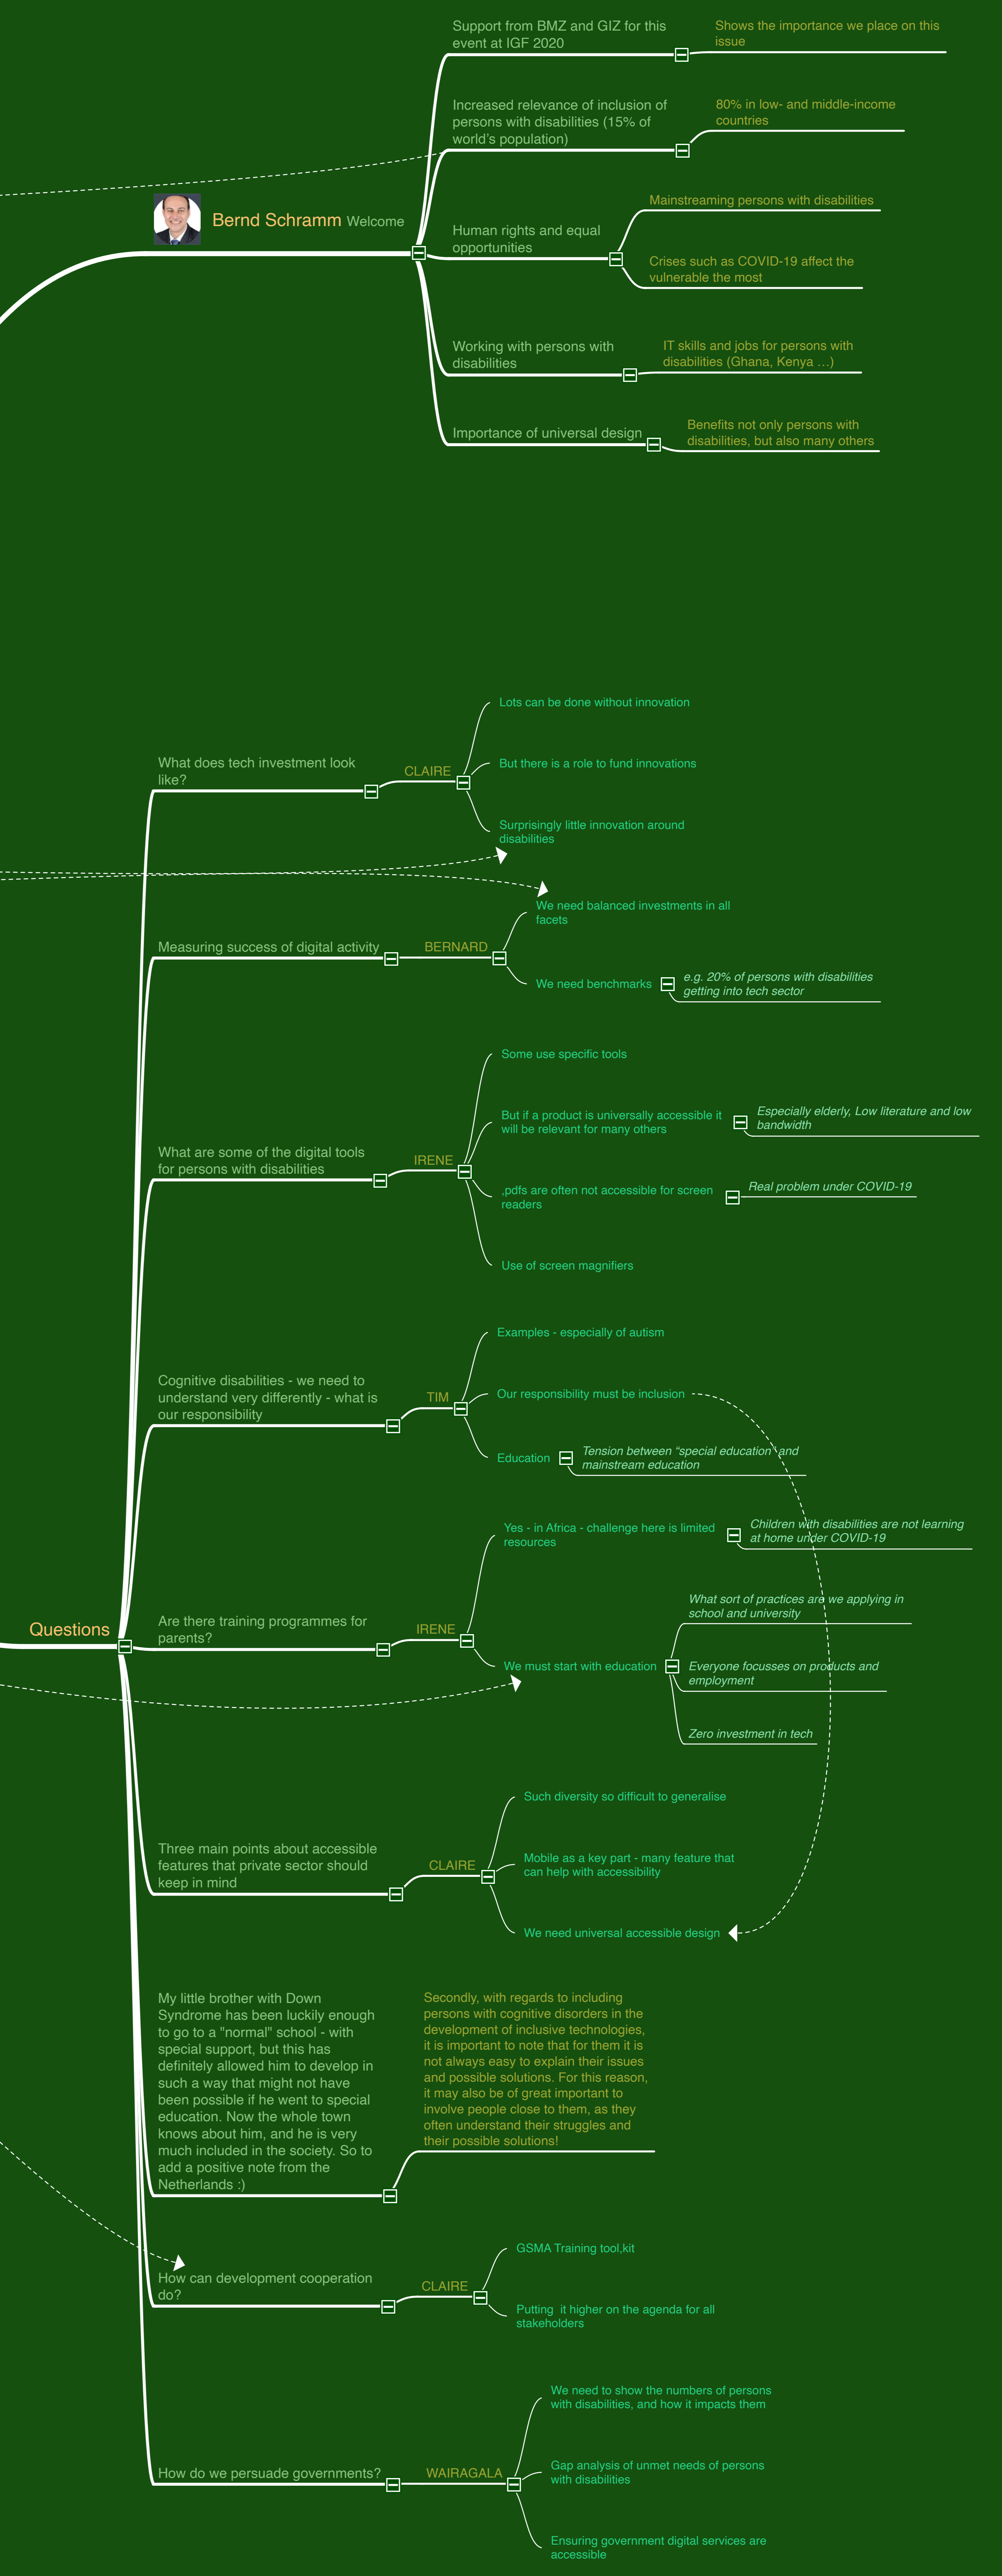 Support from BMZ and GIZ for this
event at IGF 2020
Shows the importance we place on this
issue
Increased relevance of inclusion of
persons with disabilities (15% of
world's population)
80% in low- and middle-income
countries
Bernd Schramm Welcome
Human rights and equal
opportunities
Mainstreaming persons with disabilities
Crises such as COVID-19 affect the
vulnerable the most
Working with persons with
disabilities
IT skills and jobs for persons with
disabilities (Ghana, Kenya …)
Importance of universal design
Benefits not only persons with
disabilities, but also many others
Questions
What does tech investment look
like?
CLAIRE
Lots can be done without innovation
But there is a role to fund innovations
Surprisingly little innovation around
disabilities
Measuring success of digital activity
BERNARD
We need balanced investments in all
facets
We need benchmarks
e.g. 20% of persons with disabilities
getting into tech sector
What are some of the digital tools
for persons with disabilities
IRENE
Some use specific tools
But if a product is universally accessible it
will be relevant for many others
Especially elderly, Low literature and low
bandwidth
,pdfs are often not accessible for screen
readers
Real problem under COVID-19
Use of screen magnifiers
Cognitive disabilities - we need to
understand very differently - what is
our responsibility
TIM
Examples - especially of autism
Our responsibility must be inclusion
Education
Tension between “special education' and
mainstream education
Are there training programmes for
parents?
IRENE
Yes - in Africa - challenge here is limited
resources
Children with disabilities are not learning
at home under COVID-19
We must start with education
What sort of practices are we applying in
school and university
Everyone focusses on products and
employment
Zero investment in tech
Three main points about accessible
features that private sector should
keep in mind
CLAIRE
Such diversity so difficult to generalise
Mobile as a key part - many feature that
can help with accessibility
We need universal accessible design
My little brother with Down
Syndrome has been luckily enough
to go to a "normal" school - with
special support, but this has
definitely allowed him to develop in
such a way that might not have
been possible if he went to special
education. Now the whole town
knows about him, and he is very
much included in the society. So to
add a positive note from the
Netherlands :)
Secondly, with regards to including
persons with cognitive disorders in the
development of inclusive technologies,
it is important to note that for them it is
not always easy to explain their issues
and possible solutions. For this reason,
it may also be of great important to
involve people close to them, as they
often understand their struggles and
their possible solutions!
How can development cooperation
do?
CLAIRE
GSMA Training tool,kit
Putting  it higher on the agenda for all
stakeholders
How do we persuade governments?
WAIRAGALA
We need to show the numbers of persons
with disabilities, and how it impacts them
Gap analysis of unmet needs of persons
with disabilities
Ensuring government digital services are
accessible